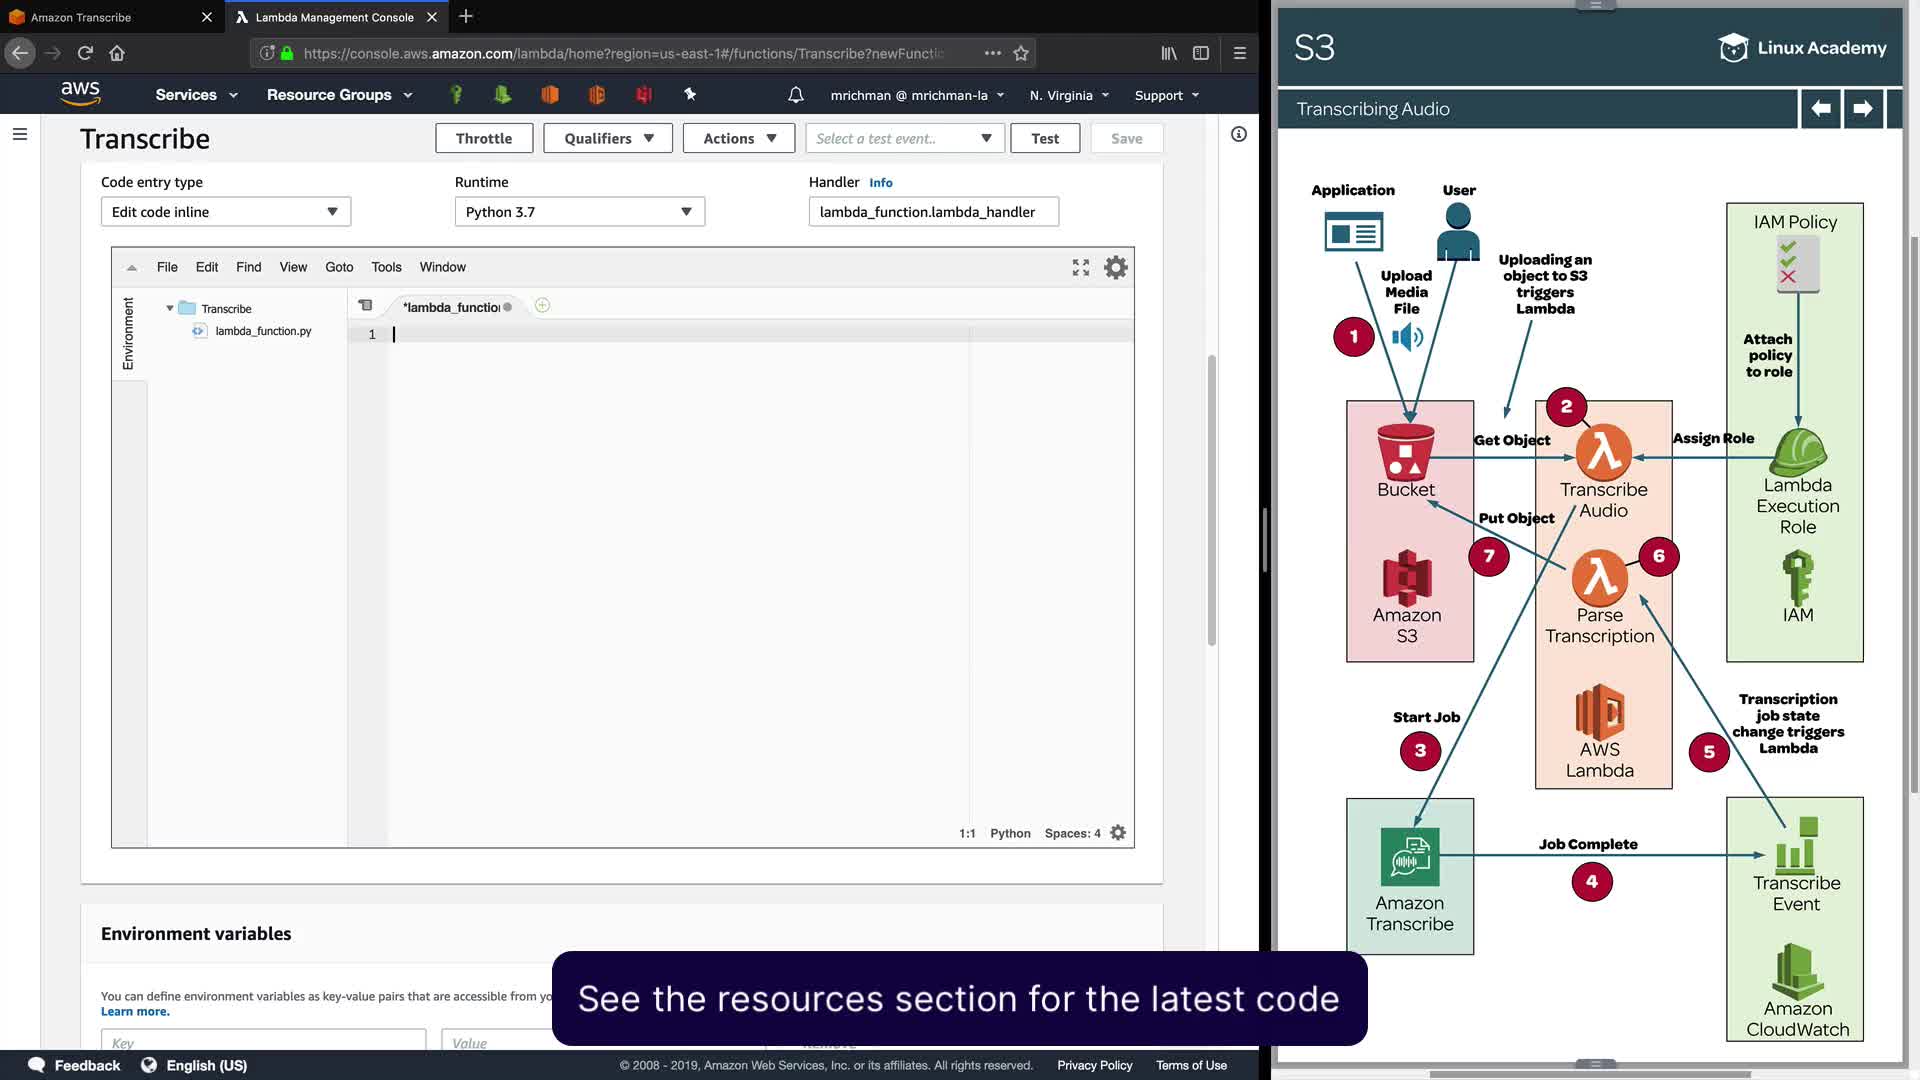 Amazon Transcribe
Lambda Management Console
https://console.aws.amazon.com/lambda/home?region=us-east-1#/functions/Transcribe?newFuncti
aws
Services
Resource Groups
mrichman @ mrichman-la
N. Virginia
Support
Transcribe
Throttle
Qualifiers
Actions
Select a test event..
Test
Save
Code entry type
Edit code inline
Runtime
Python 3.7
Handler Info
lambda_function.lambda_handler
File Edit Find View Goto Tools Window
Environment
Transcribe
lambda_function.py
*lambda_function
1
1:1 Python Spaces: 4
Environment variables
You can define environment variables as key-value pairs that are accessible from yo
Learn more.
Key
Value
See the resources section for the latest code
Feedback
English (US)
© 2008 - 2019, Amazon Web Services, Inc. or its affiliates. All rights reserved.
Privacy Policy
Terms of Use
S3
Linux Academy
Transcribing Audio
Application
User
Upload
Media
File
1
Uploading an
object to S3
triggers
Lambda
IAM Policy
Attach
policy
to role
2
Get Object
Assign Role
Bucket
Transcribe
Audio
Lambda
Execution
Role
Put Object
7
6
Amazon
S3
Parse
Transcription
IAM
Start Job
3
AWS
Lambda
Transcription
job state
change triggers
Lambda
5
Job Complete
4
Amazon
Transcribe
Transcribe
Event
Amazon
CloudWatch